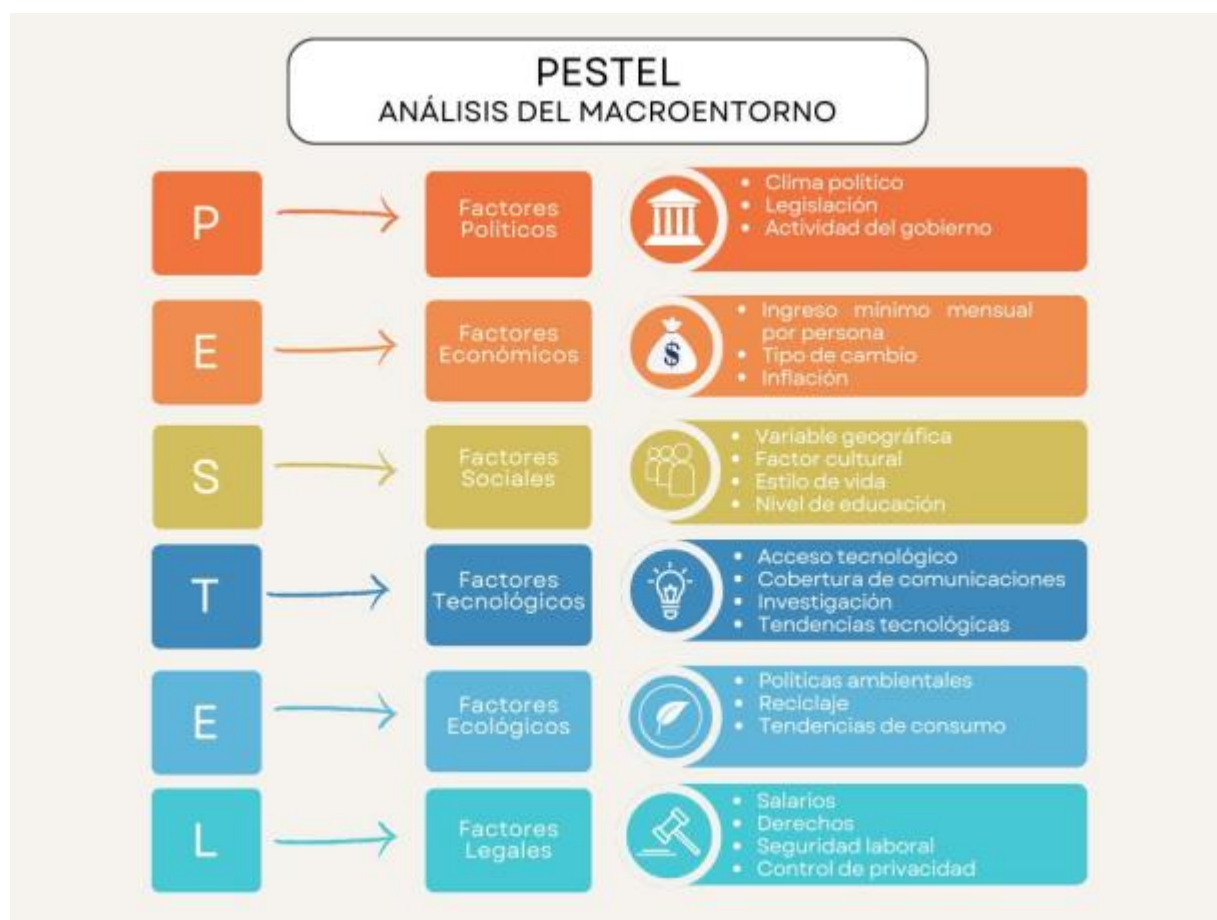 PESTEL
ANÁLISIS DEL MACROENTORNO
P
Factores
Políticos
• Clima político
• Legislación
• Actividad del gobierno
E
Factores
Económicos
• Ingreso mínimo mensual
por persona
• Tipo de cambio
• Inflación
S
Factores
Sociales
• Variable geográfica
• Factor cultural
• Estilo de vida
• Nivel de educación
T
Factores
Tecnológicos
• Acceso tecnológico
• Cobertura de comunicaciones
• Investigación
• Tendencias tecnológicas
E
Factores
Ecológicos
• Políticas ambientales
• Reciclaje
• Tendencias de consumo
L
Factores
Legales
• Salarios
• Derechos
• Seguridad laboral
• Control de privacidad